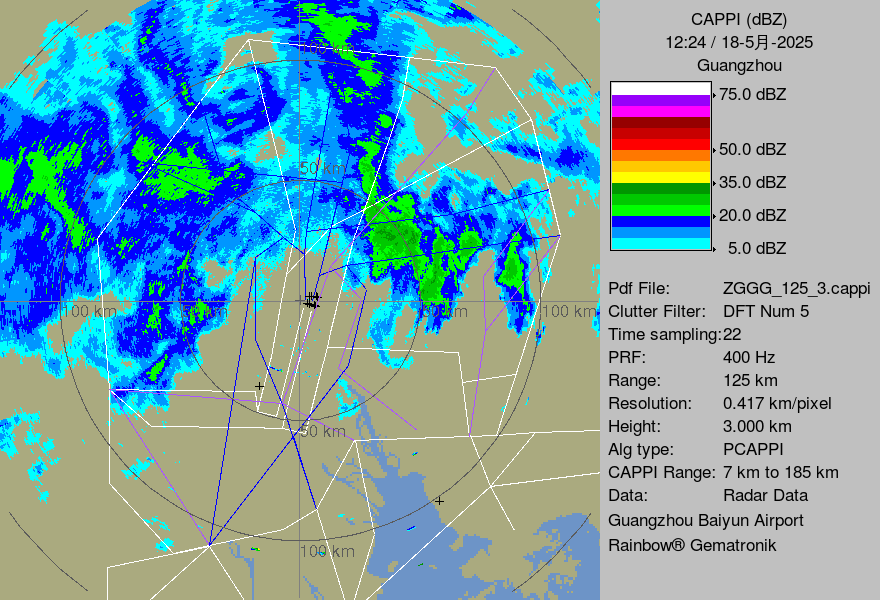 CAPPI (dBZ)
12:24 / 18-5月-2025
Guangzhou
75.0 dBZ
50.0 dBZ
35.0 dBZ
20.0 dBZ
5.0 dBZ
Pdf File: ZGGG_125_3.cappi
Clutter Filter: DFT Num 5
Time sampling:22
PRF: 400 Hz
Range: 125 km
Resolution: 0.417 km/pixel
Height: 3.000 km
Alg type: PCAPPI
CAPPI Range: 7 km to 185 km
Data: Radar Data
Guangzhou Baiyun Airport
Rainbow® Gematronik
100 km
50 km
100 km 50 km 50 km 100 km
50 km
100 km